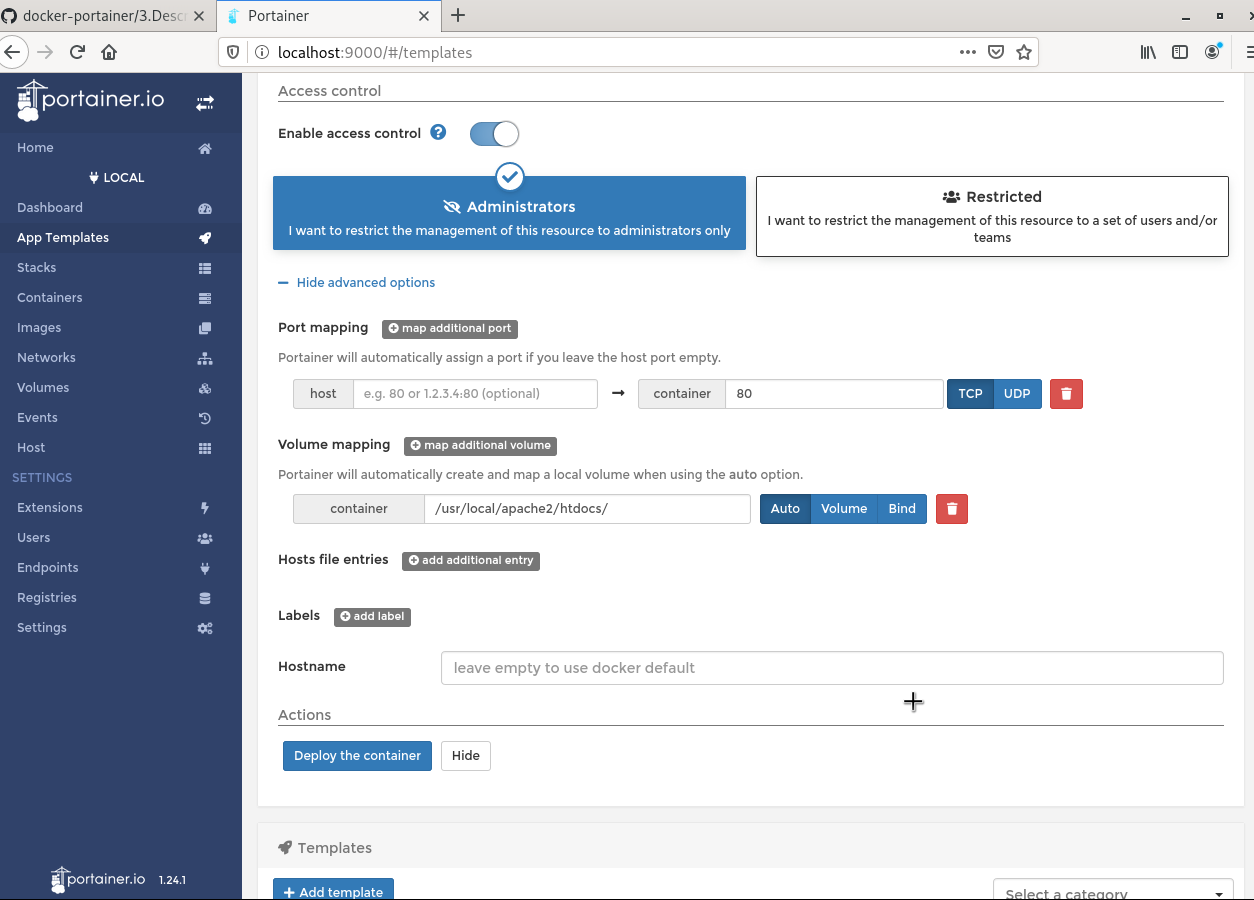 docker-portainer/3.Desc
Portainer
localhost:9000/#/templates
portainer.io
Home
LOCAL
Dashboard
App Templates
Stacks
Containers
Images
Networks
Volumes
Events
Host
SETTINGS
Extensions
Users
Endpoints
Registries
Settings
portainer.io 1.24.1
Access control
Enable access control
Administrators
I want to restrict the management of this resource to administrators only
Restricted
I want to restrict the management of this resource to a set of users and/or
teams
Hide advanced options
Port mapping map additional port
Portainer will automatically assign a port if you leave the host port empty.
host e.g. 80 or 1.2.3.4:80 (optional) → container 80 TCP UDP
Volume mapping map additional volume
Portainer will automatically create and map a local volume when using the auto option.
container /usr/local/apache2/htdocs/ Auto Volume Bind
Hosts file entries add additional entry
Labels add label
Hostname leave empty to use docker default
Actions
Deploy the container Hide
Templates
Add template Select a category